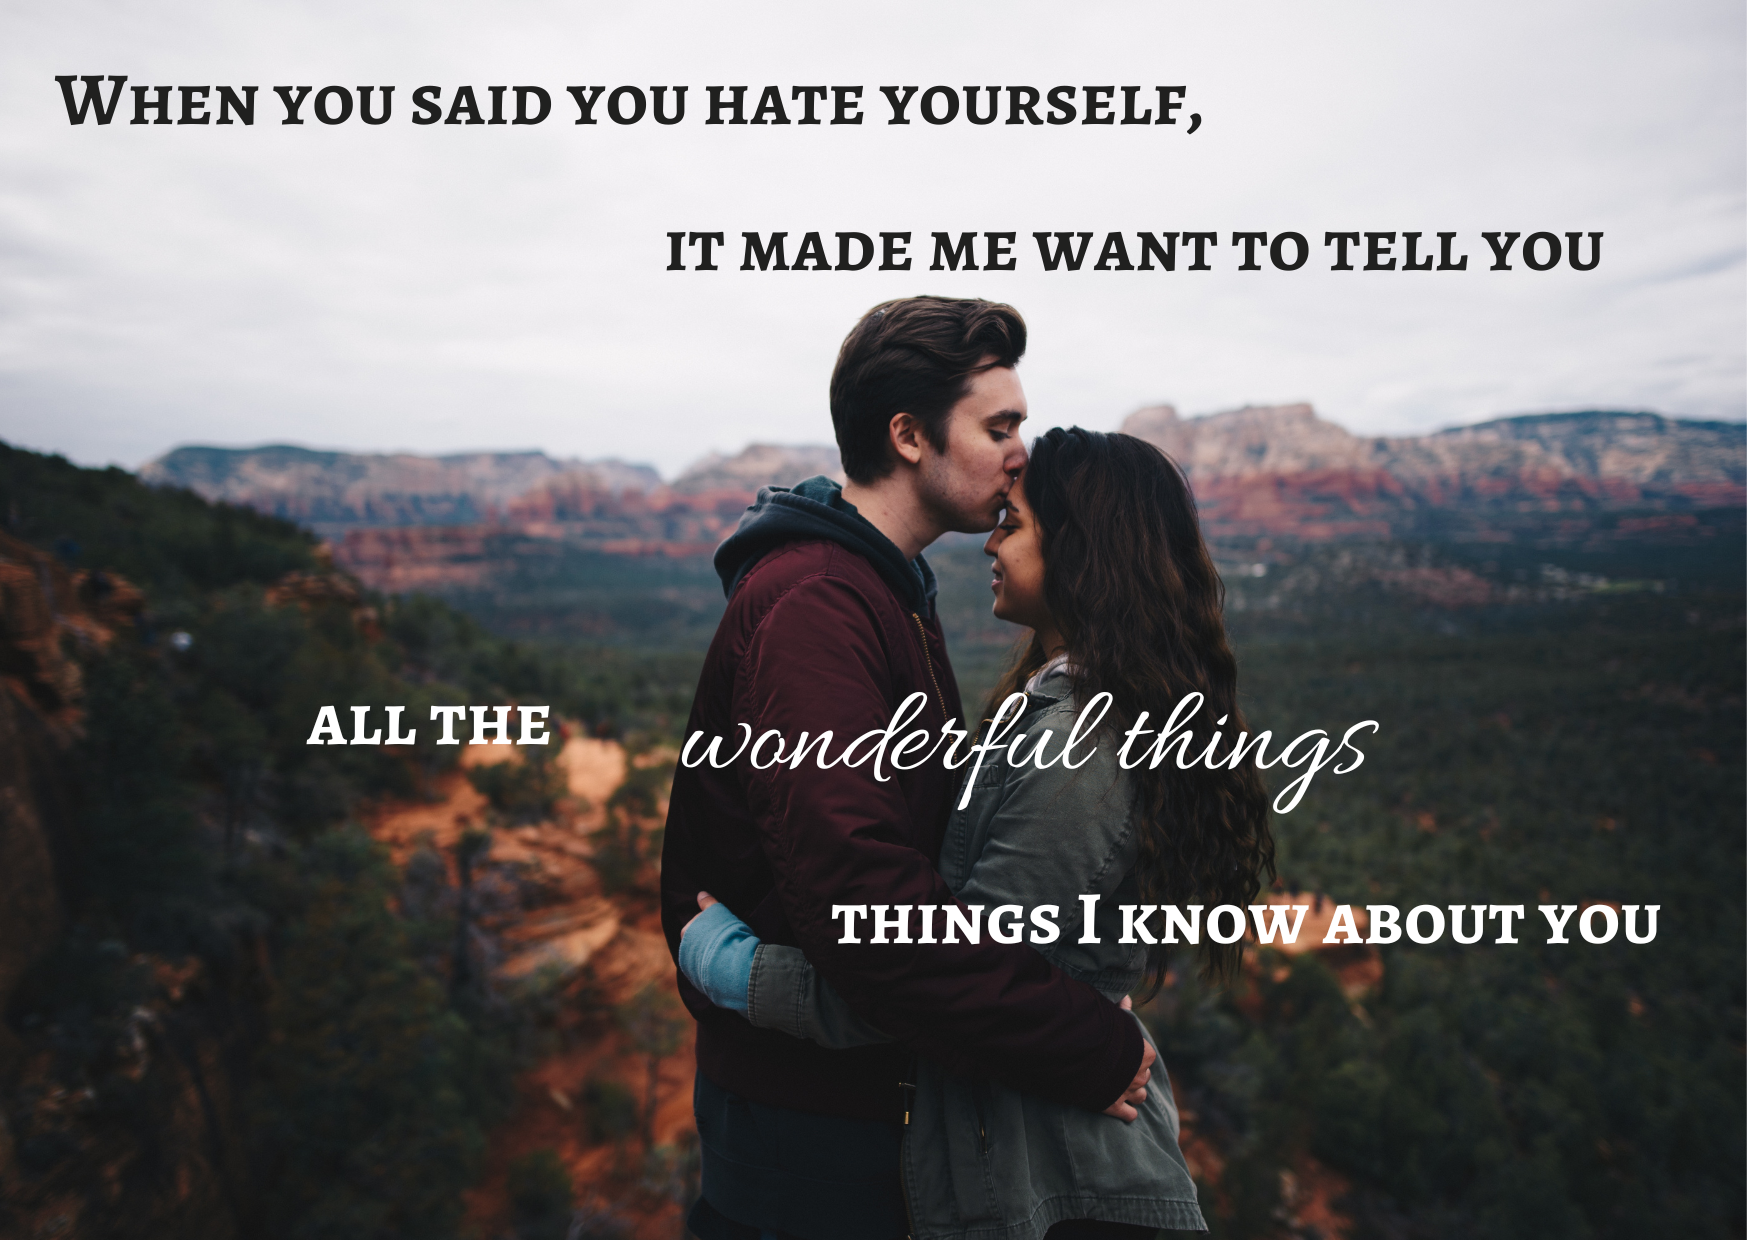 When you said you hate yourself,
it made me want to tell you
all the wonderful things
things I know about you